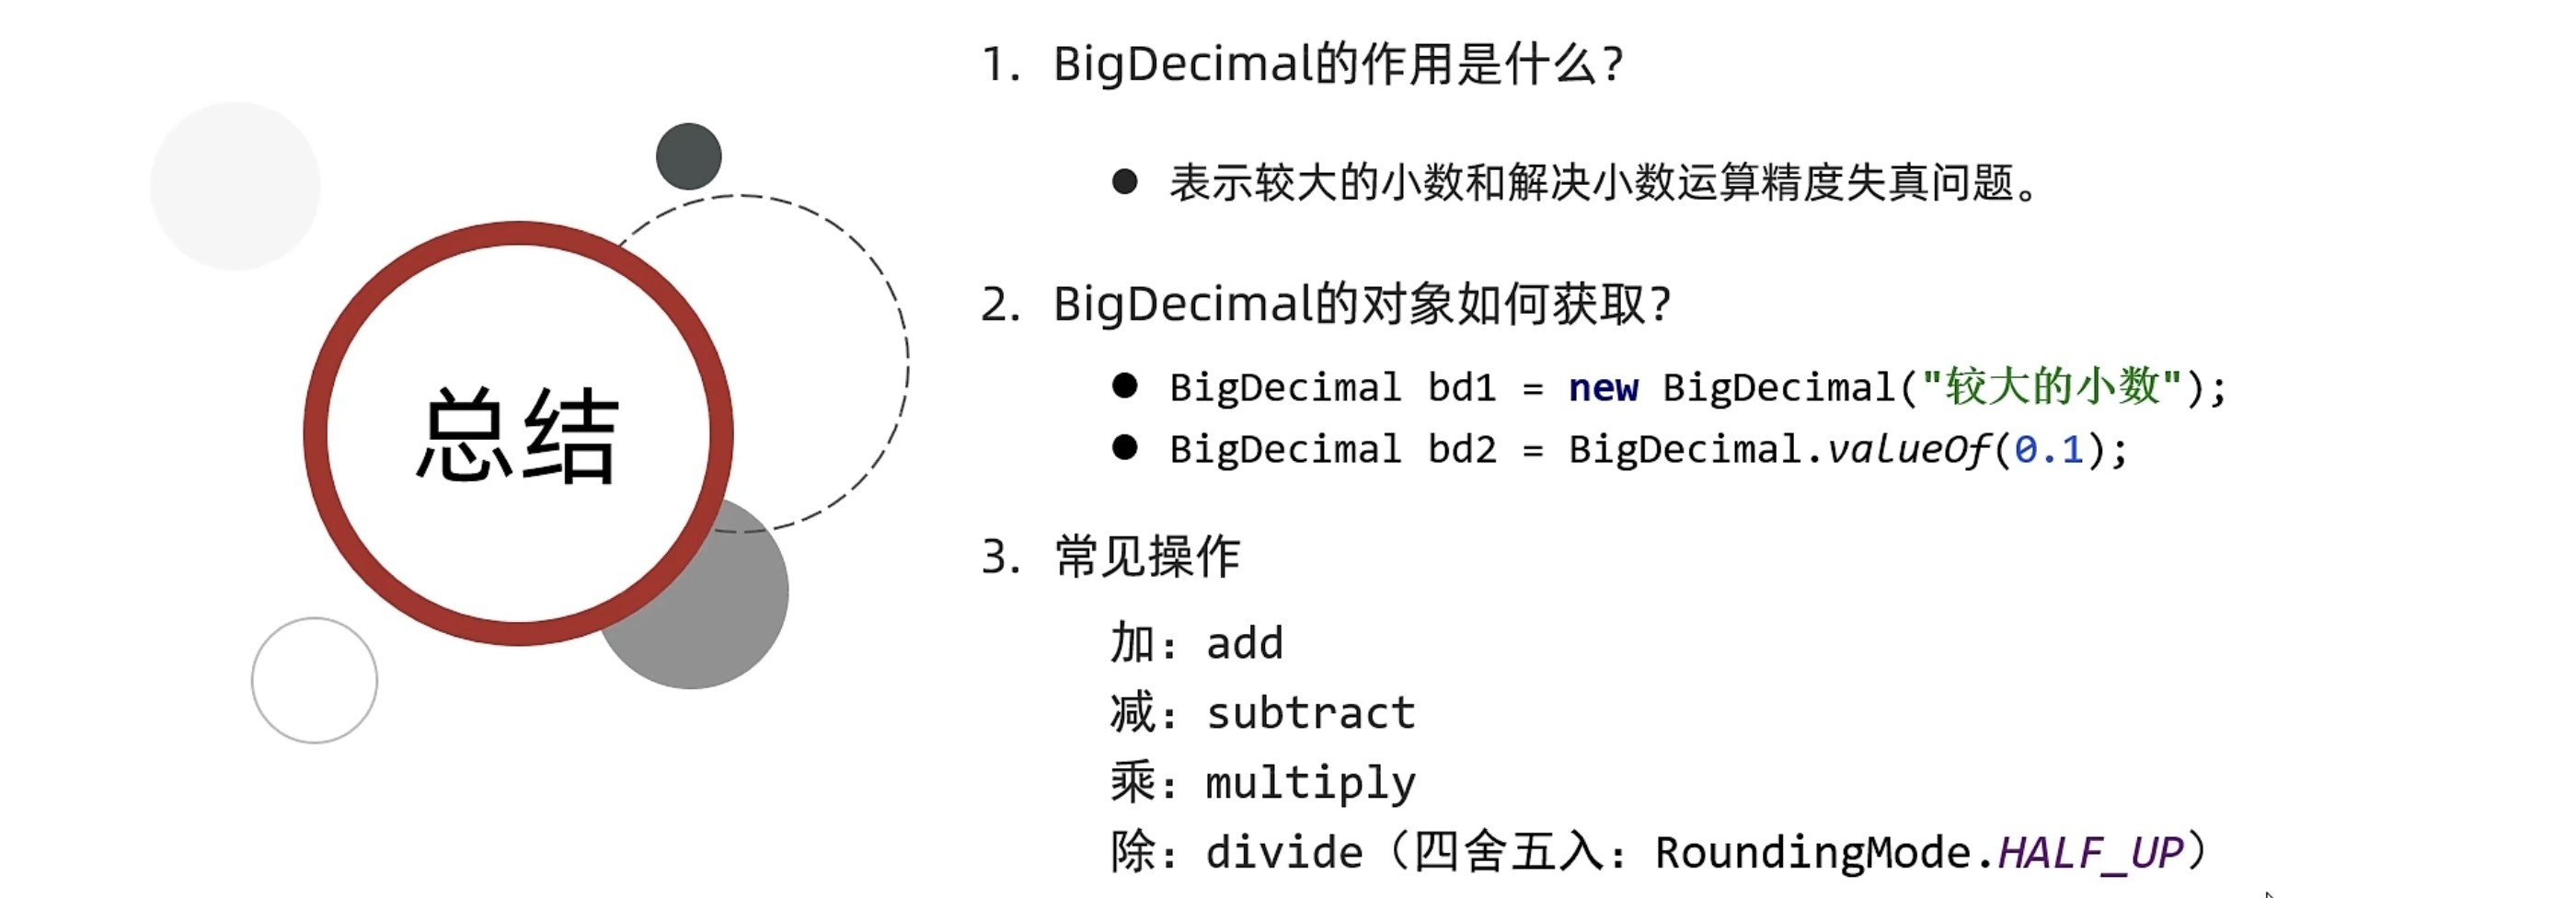 总结
1. BigDecimal的作用是什么？
● 表示较大的小数和解决小数运算精度失真问题。
2. BigDecimal的对象如何获取？
● BigDecimal bd1 = new BigDecimal("较大的小数");
● BigDecimal bd2 = BigDecimal.valueOf(0.1);
3. 常见操作
加：add
减：subtract
乘：multiply
除：divide（四舍五入：RoundingMode.HALF_UP）